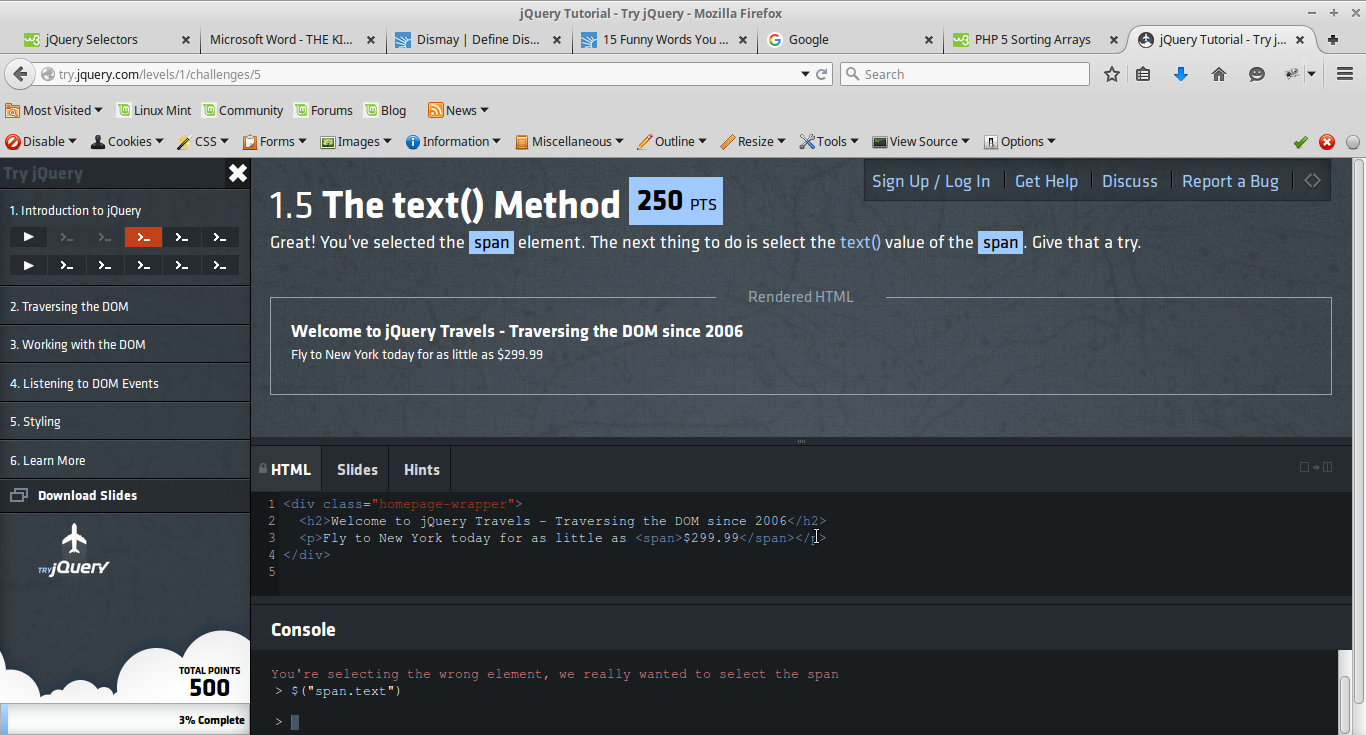 jQuery Tutorial - Try jQuery - Mozilla Firefox
jQuery Selectors
Microsoft Word - THE KI...
Dismay | Define Dis...
15 Funny Words You ...
Google
PHP 5 Sorting Arrays
jQuery Tutorial - Try j...
try.jquery.com/levels/1/challenges/5
Search
Most Visited
Linux Mint
Community
Forums
Blog
News
Disable
Cookies
CSS
Forms
Images
Information
Miscellaneous
Outline
Resize
Tools
View Source
Options
Try jQuery
1. Introduction to jQuery
2. Traversing the DOM
3. Working with the DOM
4. Listening to DOM Events
5. Styling
6. Learn More
Download Slides
TRY jQuery
TOTAL POINTS
500
3% Complete
Sign Up / Log In
Get Help
Discuss
Report a Bug
1.5 The text() Method 250 PTS
Great! You've selected the span element. The next thing to do is select the text() value of the span. Give that a try.
Rendered HTML
Welcome to jQuery Travels - Traversing the DOM since 2006
Fly to New York today for as little as $299.99
HTML
Slides
Hints
1 <div class="homepage-wrapper">
2 <h2>Welcome to jQuery Travels - Traversing the DOM since 2006</h2>
3 <p>Fly to New York today for as little as <span>$299.99</span></p>
4 </div>
5
Console
You're selecting the wrong element, we really wanted to select the span
> $("span.text")
>